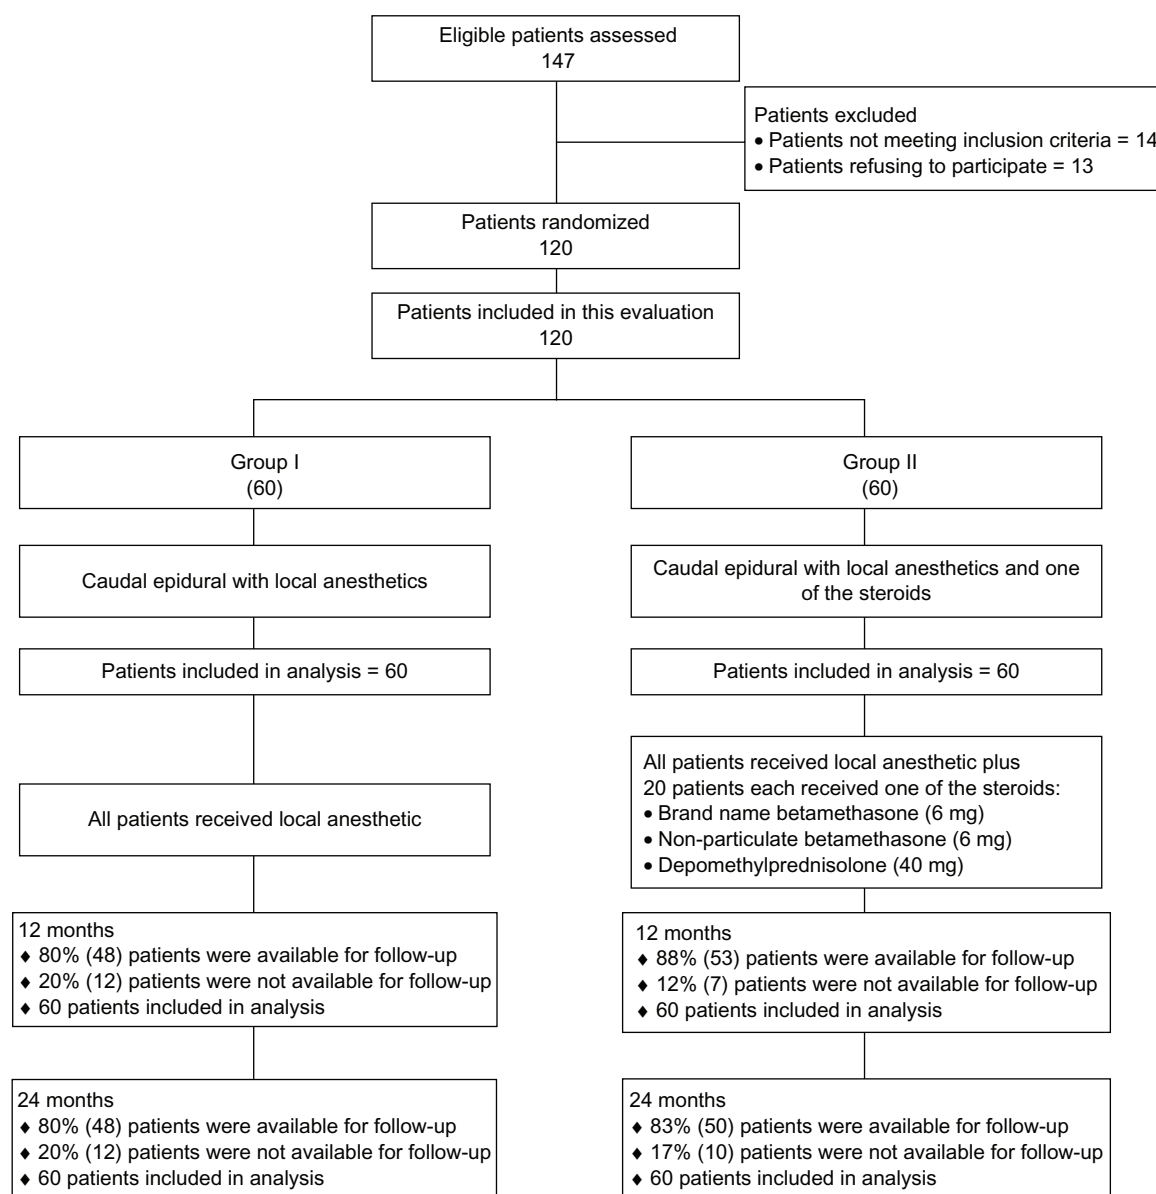 Eligible patients assessed
147
Patients excluded
• Patients not meeting inclusion criteria = 14
• Patients refusing to participate = 13
Patients randomized
120
Patients included in this evaluation
120
Group I
(60)
Group II
(60)
Caudal epidural with local anesthetics
Caudal epidural with local anesthetics and one
of the steroids
Patients included in analysis = 60
Patients included in analysis = 60
All patients received local anesthetic
All patients received local anesthetic plus
20 patients each received one of the steroids:
• Brand name betamethasone (6 mg)
• Non-particulate betamethasone (6 mg)
• Depomethylprednisolone (40 mg)
12 months
♦ 80% (48) patients were available for follow-up
♦ 20% (12) patients were not available for follow-up
♦ 60 patients included in analysis
12 months
♦ 88% (53) patients were available for follow-up
♦ 12% (7) patients were not available for follow-up
♦ 60 patients included in analysis
24 months
♦ 80% (48) patients were available for follow-up
♦ 20% (12) patients were not available for follow-up
♦ 60 patients included in analysis
24 months
♦ 83% (50) patients were available for follow-up
♦ 17% (10) patients were not available for follow-up
♦ 60 patients included in analysis